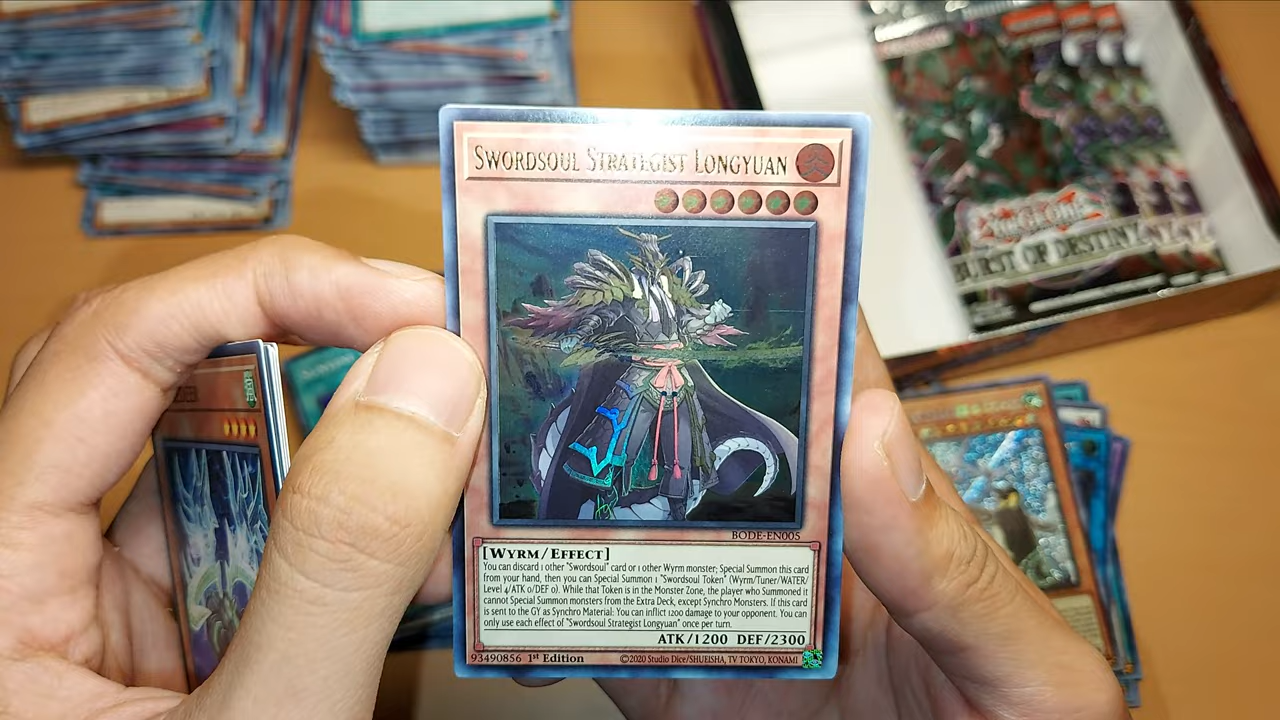 SWORDSOUL STRATEGIST LONGYUAN 炎
BODE-EN005
[WYRM/EFFECT]
You can discard 1 other "Swordsoul" card or 1 other Wyrm monster; Special Summon this card
from your hand, then you can Special Summon 1 "Swordsoul Token" (Wyrm/Tuner/WATER/
Level 4/ATK 0/DEF 0). While that Token is in the Monster Zone, the player who Summoned it
cannot Special Summon monsters from the Extra Deck, except Synchro Monsters. If this card
is sent to the GY as Synchro Material: You can inflict 1200 damage to your opponent. You can
only use each effect of "Swordsoul Strategist Longyuan" once per turn.
ATK/1200 DEF/2300
93490856 1st Edition ©2020 Studio Dice/SHUEISHA, TV TOKYO, KONAMI
BURST OF DESTINY